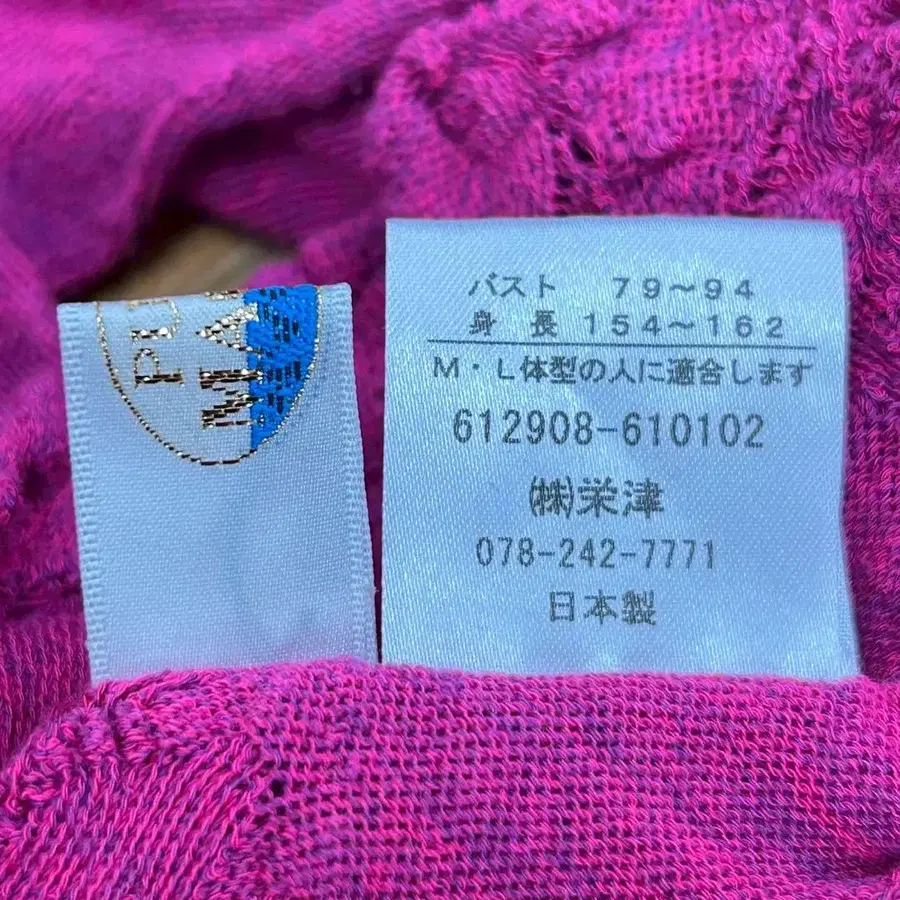 バスト 79～94
身長 154～162
M・L体型の人に適合します
612908-610102
㈱栄津
078-242-7771
日本製